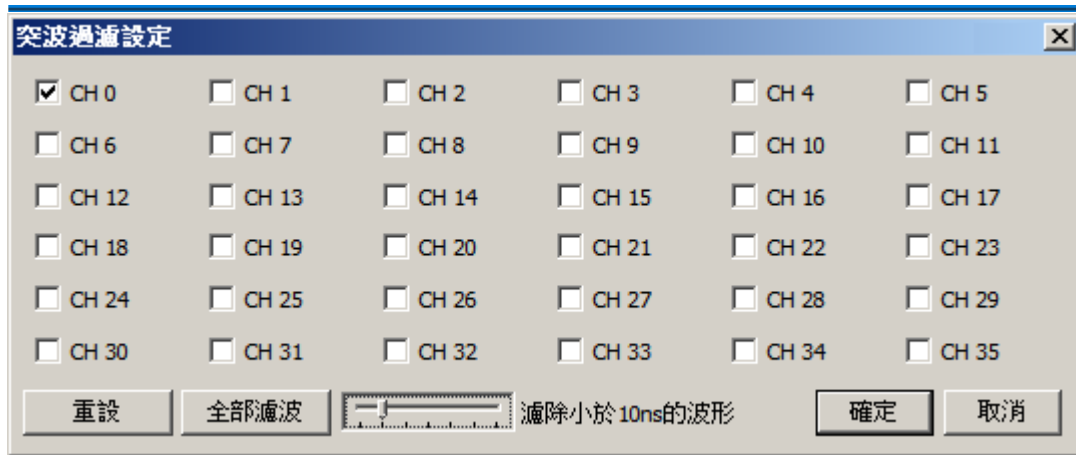 突波過濾設定
CH 0 CH 1 CH 2 CH 3 CH 4 CH 5
CH 6 CH 7 CH 8 CH 9 CH 10 CH 11
CH 12 CH 13 CH 14 CH 15 CH 16 CH 17
CH 18 CH 19 CH 20 CH 21 CH 22 CH 23
CH 24 CH 25 CH 26 CH 27 CH 28 CH 29
CH 30 CH 31 CH 32 CH 33 CH 34 CH 35
重設 全部濾波 濾除小於10ns的波形 確定 取消